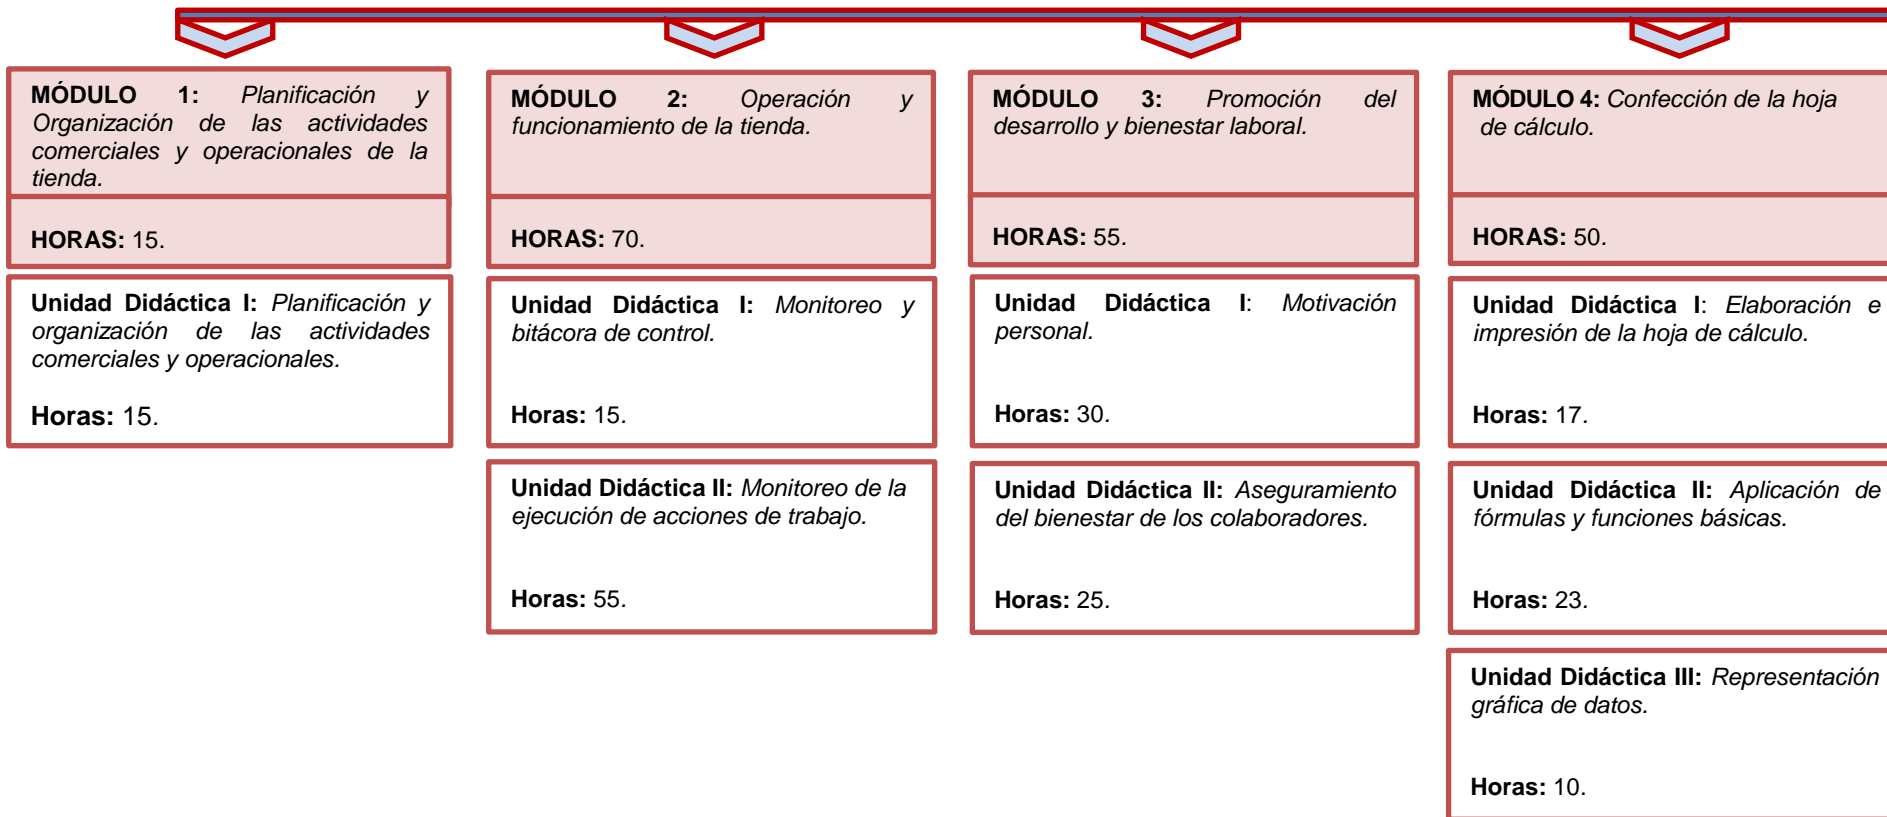 MÓDULO 1: Planificación y
Organización de las actividades
comerciales y operacionales de la
tienda.
HORAS: 15.
Unidad Didáctica I: Planificación y
organización de las actividades
comerciales y operacionales.
Horas: 15.
MÓDULO 2: Operación y
funcionamiento de la tienda.
HORAS: 70.
Unidad Didáctica I: Monitoreo y
bitácora de control.
Horas: 15.
Unidad Didáctica II: Monitoreo de la
ejecución de acciones de trabajo.
Horas: 55.
MÓDULO 3: Promoción del
desarrollo y bienestar laboral.
HORAS: 55.
Unidad Didáctica I: Motivación
personal.
Horas: 30.
Unidad Didáctica II: Aseguramiento
del bienestar de los colaboradores.
Horas: 25.
MÓDULO 4: Confección de la hoja
de cálculo.
HORAS: 50.
Unidad Didáctica I: Elaboración e
impresión de la hoja de cálculo.
Horas: 17.
Unidad Didáctica II: Aplicación de
fórmulas y funciones básicas.
Horas: 23.
Unidad Didáctica III: Representación
gráfica de datos.
Horas: 10.